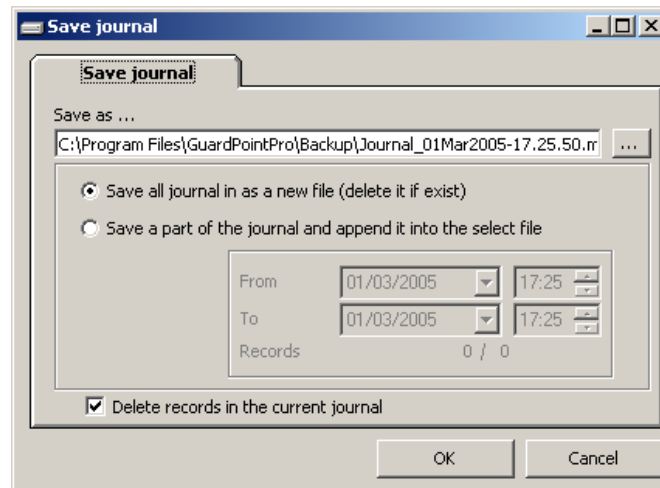 Save journal
Save journal
Save as ...
C:\Program Files\GuardPointPro\Backup\Journal_01Mar2005-17.25.50.m ...
Save all journal in as a new file (delete it if exist)
Save a part of the journal and append it into the select file
From 01/03/2005 17:25
To 01/03/2005 17:25
Records 0 / 0
Delete records in the current journal
OK Cancel